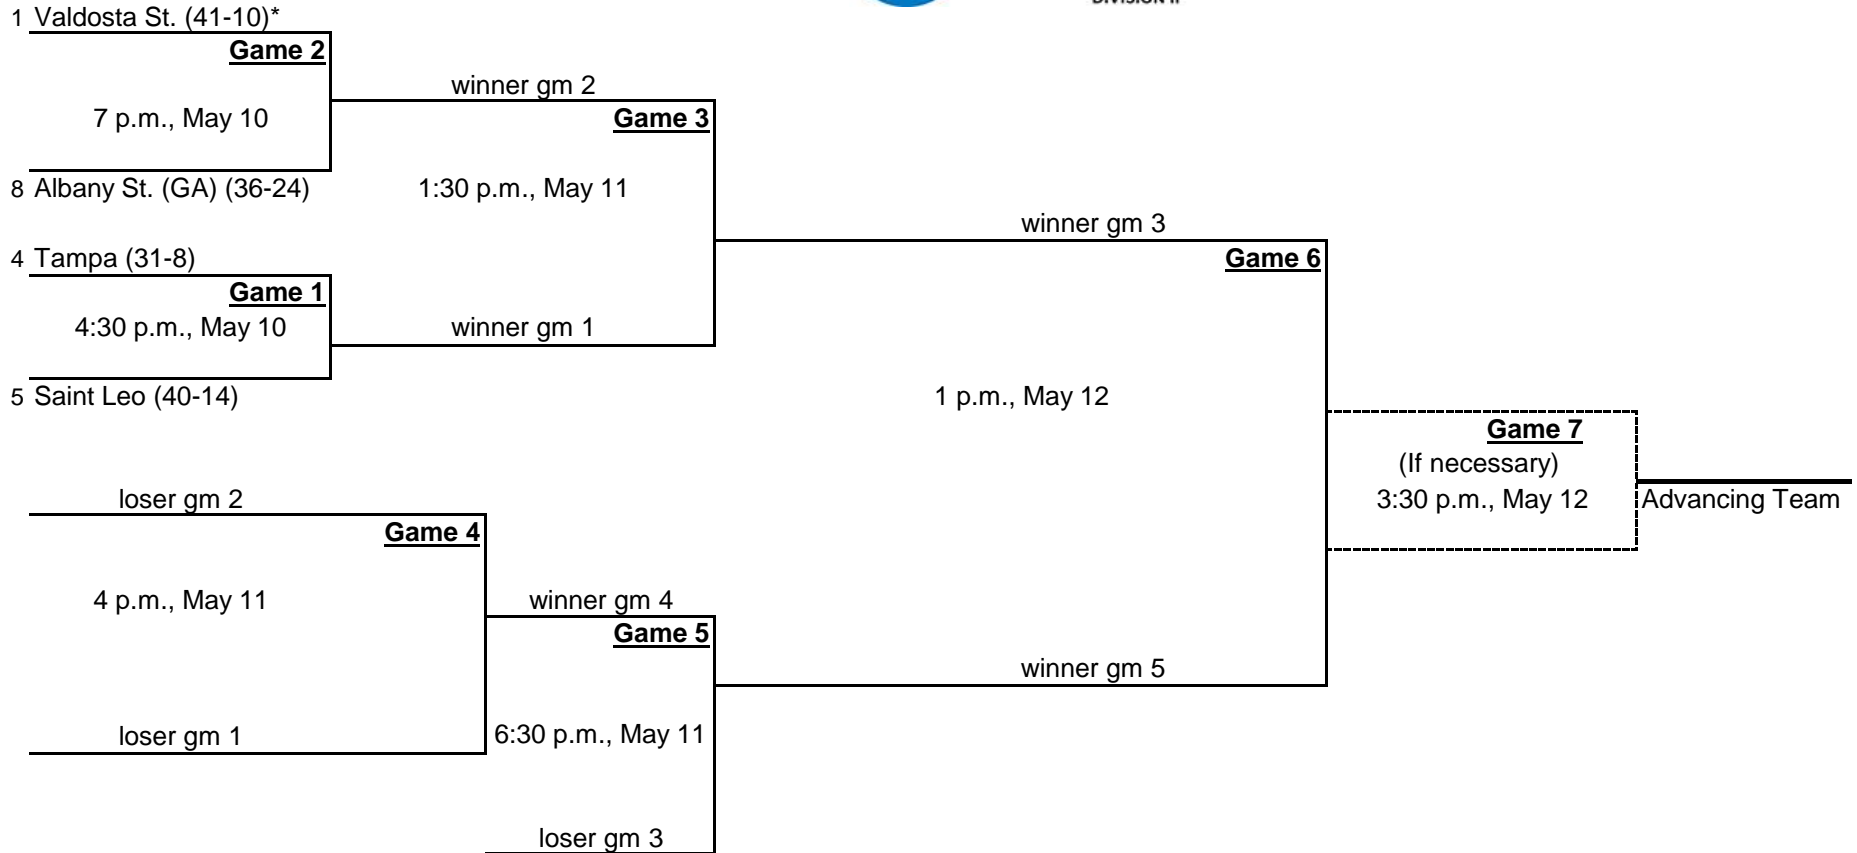 DIVISION II
1 Valdosta St. (41-10)*
Game 2
winner gm 2
7 p.m., May 10
Game 3
8 Albany St. (GA) (36-24)
1:30 p.m., May 11
winner gm 3
4 Tampa (31-8)
Game 6
Game 1
4:30 p.m., May 10
winner gm 1
5 Saint Leo (40-14)
1 p.m., May 12
Game 7
(If necessary)
3:30 p.m., May 12
Advancing Team
loser gm 2
Game 4
4 p.m., May 11
winner gm 4
Game 5
winner gm 5
loser gm 1
6:30 p.m., May 11
loser gm 3